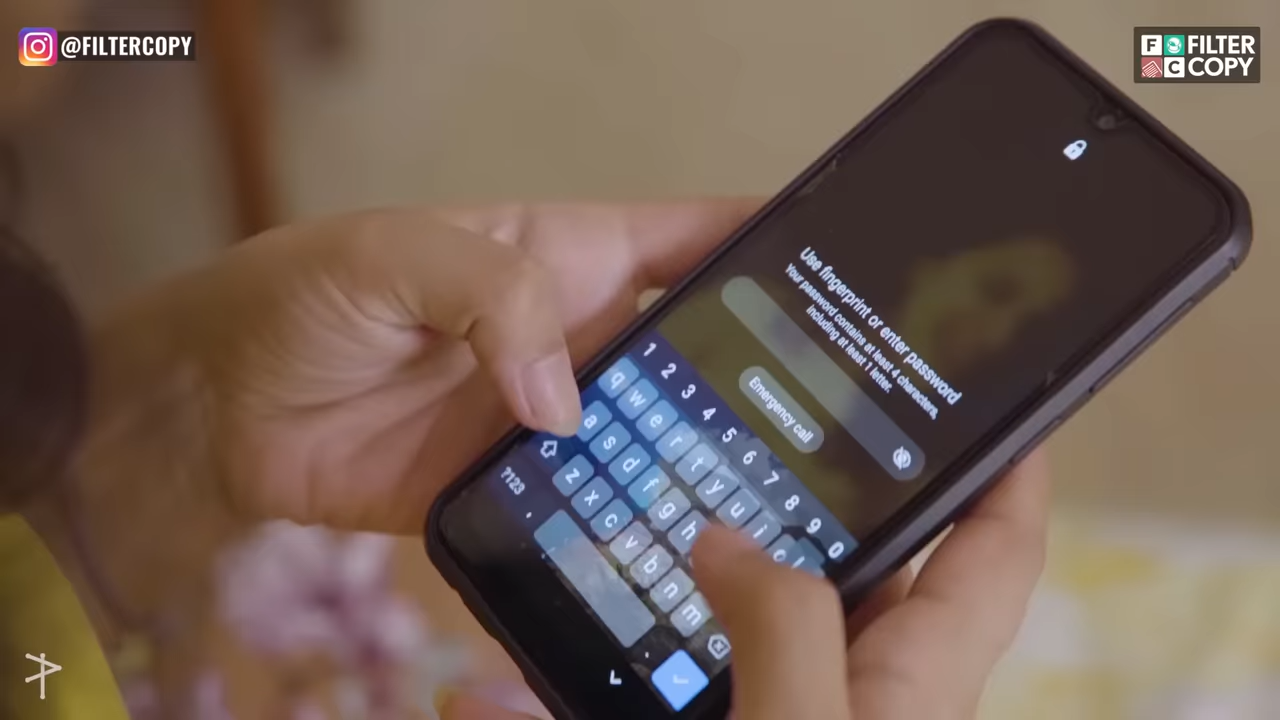 @FILTERCOPY
F FILTER
C COPY
Use fingerprint or enter password
Your password contains at least 4 characters,
including at least 1 letter.
Emergency call
1 2 3 4 5 6 7 8 9 0
q w e r t y u i o
a s d f g h
z x c v b n m
?123 , .